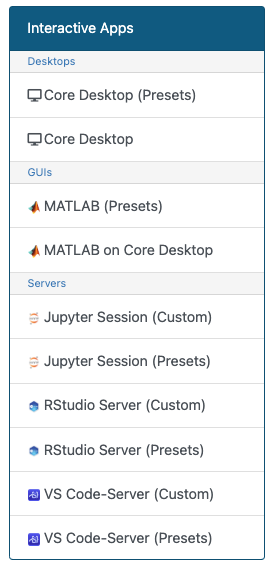 Interactive Apps
Desktops
Core Desktop (Presets)
Core Desktop
GUIs
MATLAB (Presets)
MATLAB on Core Desktop
Servers
Jupyter Session (Custom)
Jupyter Session (Presets)
RStudio Server (Custom)
RStudio Server (Presets)
VS Code-Server (Custom)
VS Code-Server (Presets)